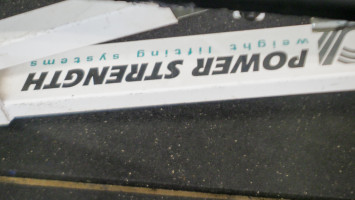 POWER STRENGTH
weight lifting systems